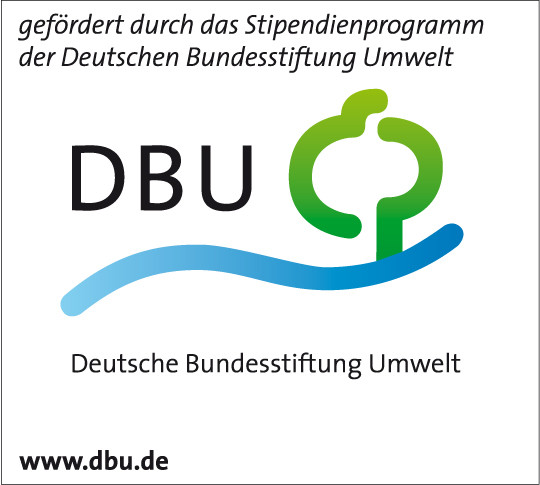 gefördert durch das Stipendienprogramm
der Deutschen Bundesstiftung Umwelt
DBU
Deutsche Bundesstiftung Umwelt
www.dbu.de